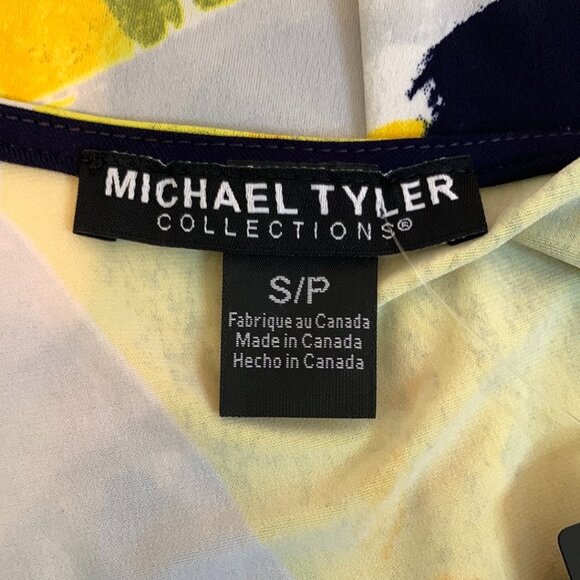 MICHAEL TYLER
COLLECTIONS®
S/P
Fabrique au Canada
Made in Canada
Hecho in Canada